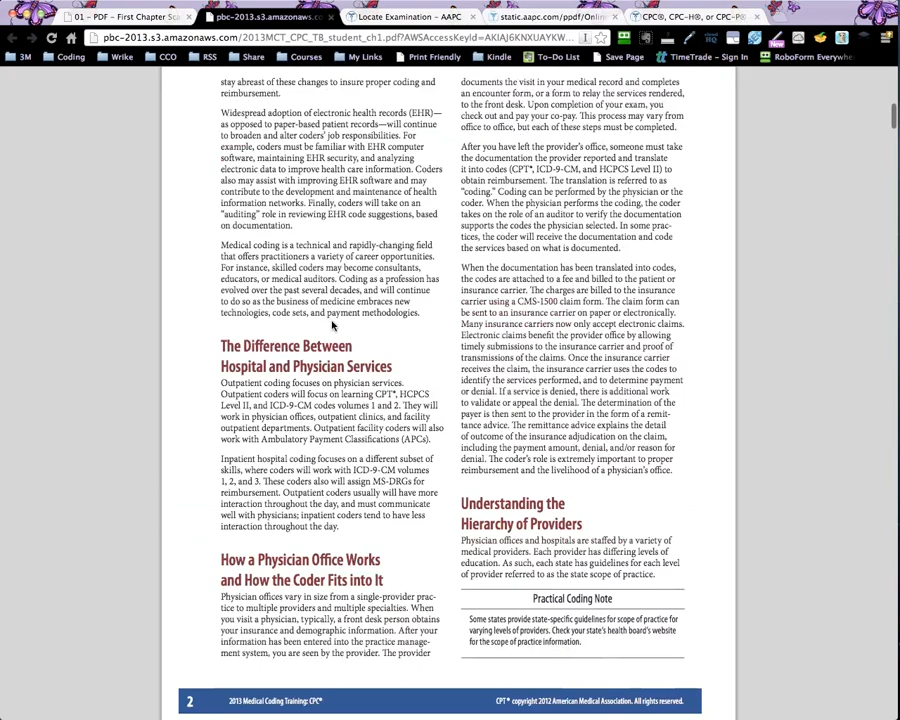 01 - PDF - First Chapter Sca
pbc-2013.s3.amazonaws.com
Locate Examination – AAPC
static.aapc.com/ppdf/Online
CPC®, CPC-H®, or CPC-P®
pbc-2013.s3.amazonaws.com/2013MCT_CPC_TB_student_ch1.pdf?AWSAccessKeyId=AKIAJ6KNXUAYKW...
3M
Coding
Wrike
CCO
RSS
Share
Courses
My Links
Print Friendly
Kindle
To-Do List
Save Page
TimeTrade - Sign In
RoboForm Everywhe
New
stay abreast of these changes to insure proper coding and
reimbursement.
Widespread adoption of electronic health records (EHR)—
as opposed to paper-based patient records—will continue
to broaden and alter coders’ job responsibilities. For
example, coders must be familiar with EHR computer
software, maintaining EHR security, and analyzing
electronic data to improve health care information. Coders
also may assist with improving EHR software and may
contribute to the development and maintenance of health
information networks. Finally, coders will take on an
“auditing” role in reviewing EHR code suggestions, based
on documentation.
Medical coding is a technical and rapidly-changing field
that offers practitioners a variety of career opportunities.
For instance, skilled coders may become consultants,
educators, or medical auditors. Coding as a profession has
evolved over the past several decades, and will continue
to do so as the business of medicine embraces new
technologies, code sets, and payment methodologies.
The Difference Between
Hospital and Physician Services
Outpatient coding focuses on physician services.
Outpatient coders will focus on learning CPT®, HCPCS
Level II, and ICD-9-CM codes volumes 1 and 2. They will
work in physician offices, outpatient clinics, and facility
outpatient departments. Outpatient facility coders will also
work with Ambulatory Payment Classifications (APCs).
Inpatient hospital coding focuses on a different subset of
skills, where coders will work with ICD-9-CM volumes
1, 2, and 3. These coders also will assign MS-DRGs for
reimbursement. Outpatient coders usually will have more
interaction throughout the day, and must communicate
well with physicians; inpatient coders tend to have less
interaction throughout the day.
How a Physician Office Works
and How the Coder Fits into It
Physician offices vary in size from a single-provider prac-
tice to multiple providers and multiple specialties. When
you visit a physician, typically, a front desk person obtains
your insurance and demographic information. After your
information has been entered into the practice manage-
ment system, you are seen by the provider. The provider
documents the visit in your medical record and completes
an encounter form, or a form to relay the services rendered,
to the front desk. Upon completion of your exam, you
check out and pay your co-pay. This process may vary from
office to office, but each of these steps must be completed.
After you have left the provider’s office, someone must take
the documentation the provider reported and translate
it into codes (CPT®, ICD-9-CM, and HCPCS Level II) to
obtain reimbursement. The translation is referred to as
“coding.” Coding can be performed by the physician or the
coder. When the physician performs the coding, the coder
takes on the role of an auditor to verify the documentation
supports the codes the physician selected. In some prac-
tices, the coder will receive the documentation and code
the services based on what is documented.
When the documentation has been translated into codes,
the codes are attached to a fee and billed to the patient or
insurance carrier. The charges are billed to the insurance
carrier using a CMS-1500 claim form. The claim form can
be sent to an insurance carrier on paper or electronically.
Many insurance carriers now only accept electronic claims.
Electronic claims benefit the provider office by allowing
timely submissions to the insurance carrier and proof of
transmissions of the claims. Once the insurance carrier
receives the claim, the insurance carrier uses the codes to
identify the services performed, and to determine payment
or denial. If a service is denied, there is additional work
to validate or appeal the denial. The determination of the
payer is then sent to the provider in the form of a remit-
tance advice. The remittance advice explains the detail
of outcome of the insurance adjudication on the claim,
including the payment amount, denial, and/or reason for
denial. The coder’s role is extremely important to proper
reimbursement and the livelihood of a physician’s office.
Understanding the
Hierarchy of Providers
Physician offices and hospitals are staffed by a variety of
medical providers. Each provider has differing levels of
education. As such, each state has guidelines for each level
of provider referred to as the state scope of practice.
Practical Coding Note
Some states provide state-specific guidelines for scope of practice for
varying levels of providers. Check your state’s health board’s website
for the scope of practice information.
2
2013 Medical Coding Training: CPC®
CPT® copyright 2012 American Medical Association. All rights reserved.